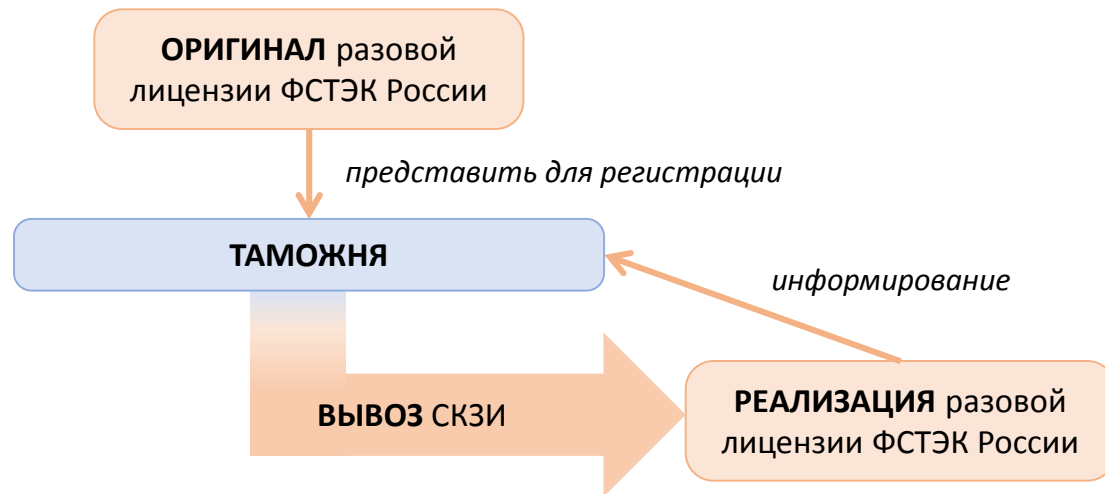 ОРИГИНАЛ разовой
лицензии ФСТЭК России
представить для регистрации
ТАМОЖНЯ
информирование
ВЫВОЗ СКЗИ
РЕАЛИЗАЦИЯ разовой
лицензии ФСТЭК России